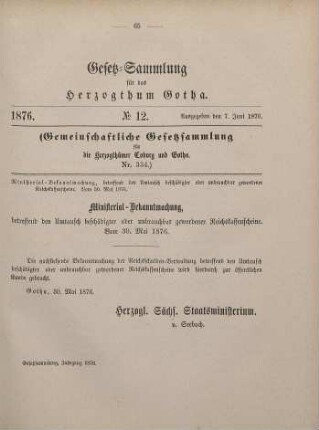 65
Gesetz-Sammlung
für das
Herzogthum Gotha.
1876. № 12. Ausgegeben den 7. Juni 1876.
(Gemeinschaftliche Gesetzsammlung
für
die Herzogthümer Coburg und Gotha.
Nr. 334.)
Ministerial-Bekanntmachung, betreffend den Umtausch beschädigter oder unbrauchbar gewordener
Reichskassenscheine. Vom 30. Mai 1876.
Ministerial-Bekanntmachung,
betreffend den Umtausch beschädigter oder unbrauchbar gewordener Reichskassenscheine.
Vom 30. Mai 1876.
Die nachstehende Bekanntmachung der Reichsschulden-Verwaltung betreffend den Umtausch
beschädigter oder unbrauchbar gewordener Reichskassenscheine wird hierdurch zur öffentlichen
Kunde gebracht.
Gotha, 30. Mai 1876.
Herzogl. Sächs. Staatsministerium.
v. Seebach.
Gesetzsammlung, Jahrgang 1876.